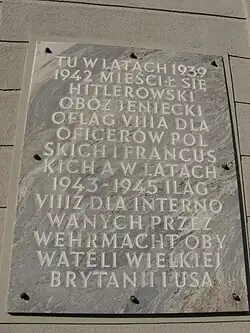 TU W LATACH 1939
1942 MIEŚCIŁ SIĘ
HITLEROWSKI
OBÓZ JENIECKI
OFLAG VIIIA DLA
OFICERÓW POL
SKICH I FRANCUS
KICH A W LATACH
1943-1945 ILAG
VIIIZ DLA INTERNO
WANYCH PRZEZ
WEHRMACHT OBY
WATELI WIELKIEJ
BRYTANII I USA